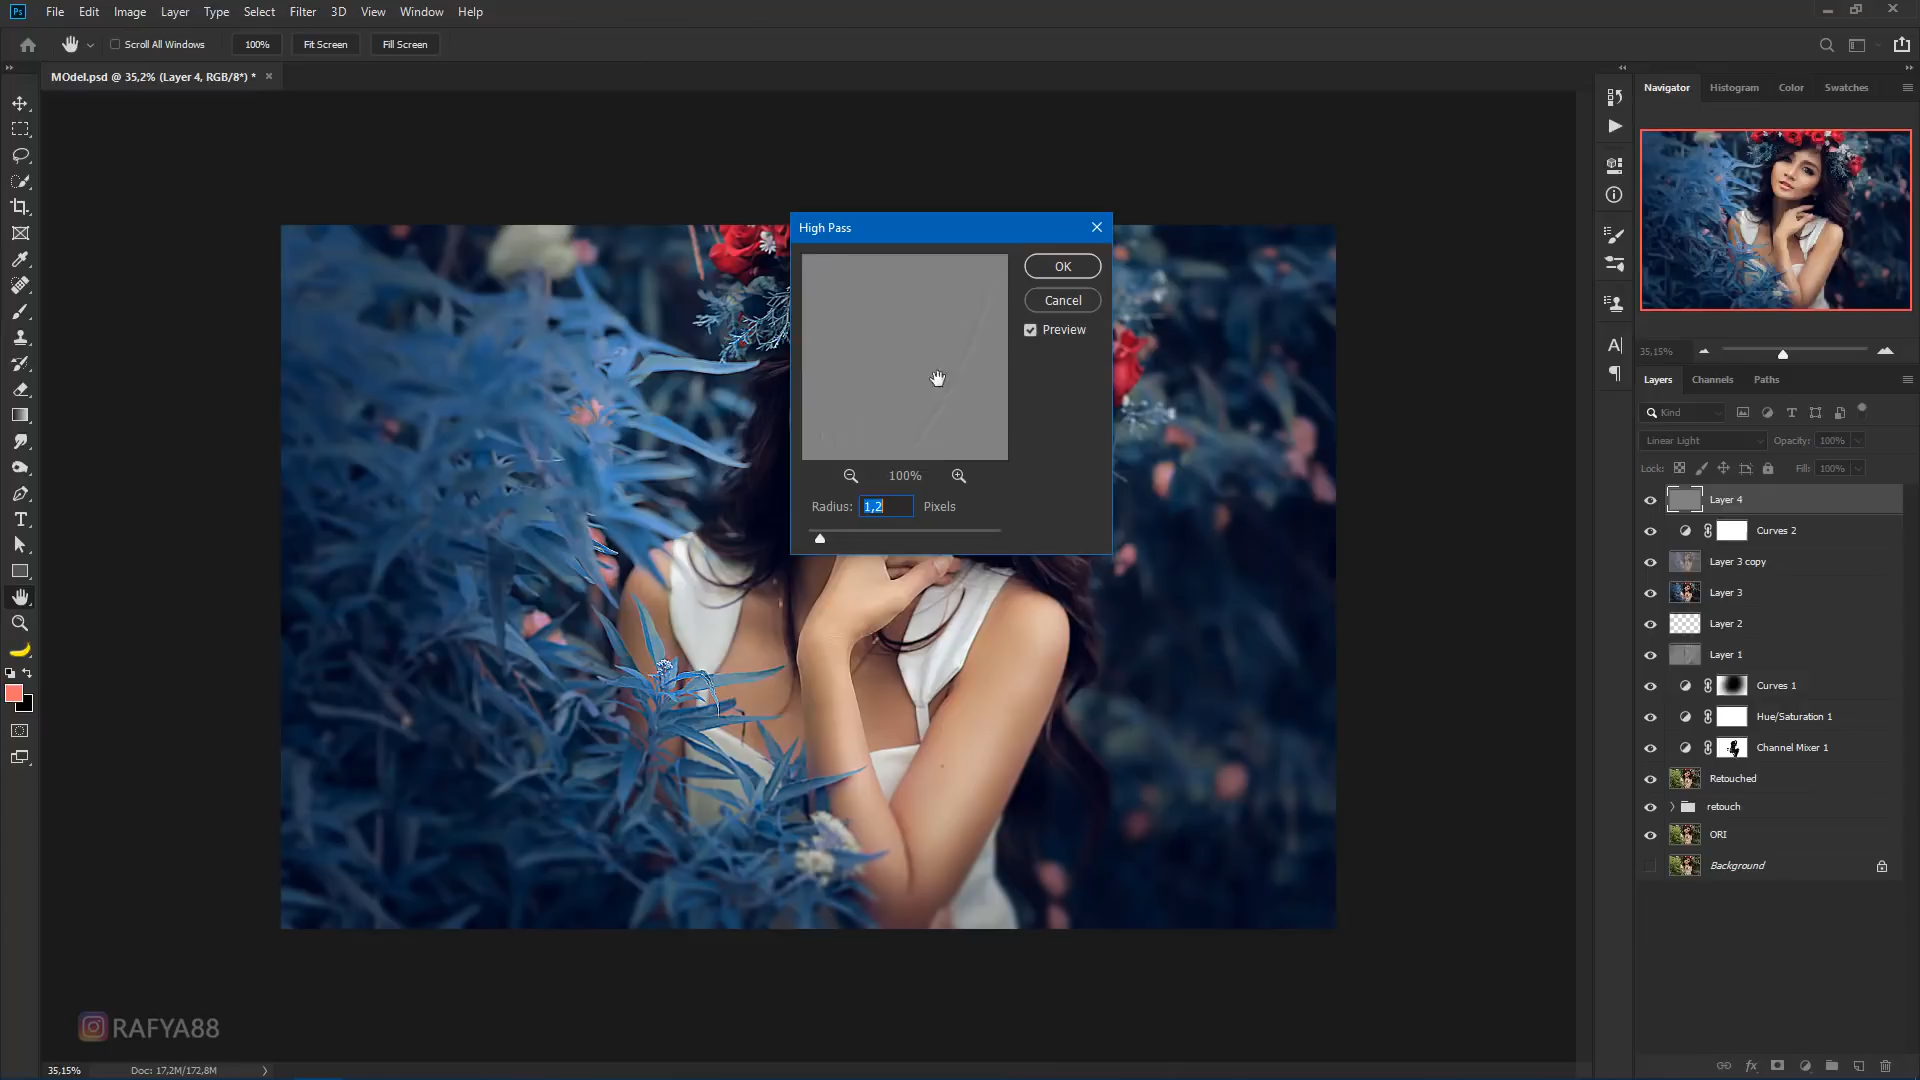 Ps File Edit Image Layer Type Select Filter 3D View Window Help
Scroll All Windows 100% Fit Screen Fill Screen
MOdel.psd @ 35,2% (Layer 4, RGB/8*) * ×
High Pass
OK
Cancel
Preview
100%
Radius: 1,2 Pixels
Navigator Histogram Color Swatches
35,15%
Layers Channels Paths
Kind
Linear Light Opacity: 100%
Lock: Fill: 100%
Layer 4
Curves 2
Layer 3 copy
Layer 3
Layer 2
Layer 1
Curves 1
Hue/Saturation 1
Channel Mixer 1
Retouched
retouch
ORI
Background
RAFYA88
35,15% Doc: 17,2M/172,8M